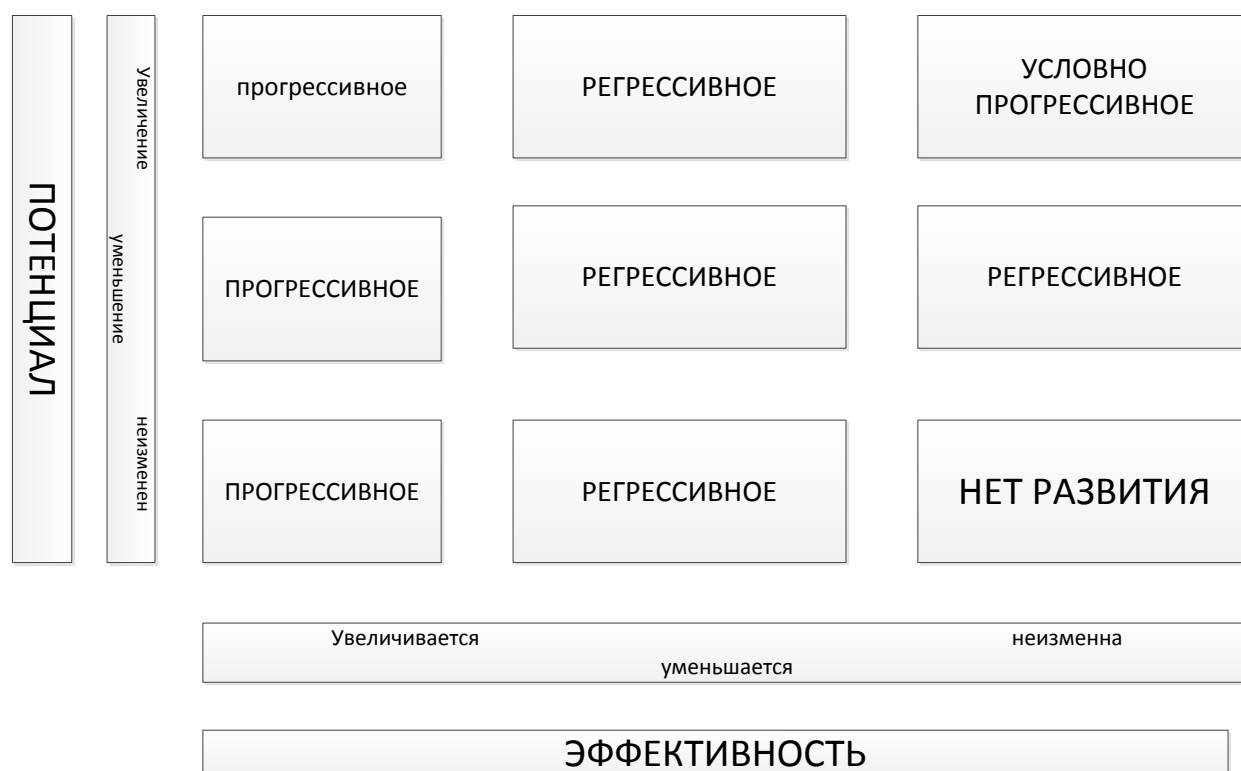 ПОТЕНЦИАЛ
Увеличение
уменьшение
неизменен
прогрессивное
РЕГРЕССИВНОЕ
УСЛОВНО
ПРОГРЕССИВНОЕ
ПРОГРЕССИВНОЕ
РЕГРЕССИВНОЕ
РЕГРЕССИВНОЕ
ПРОГРЕССИВНОЕ
РЕГРЕССИВНОЕ
НЕТ РАЗВИТИЯ
Увеличивается
уменьшается
неизменна
ЭФФЕКТИВНОСТЬ